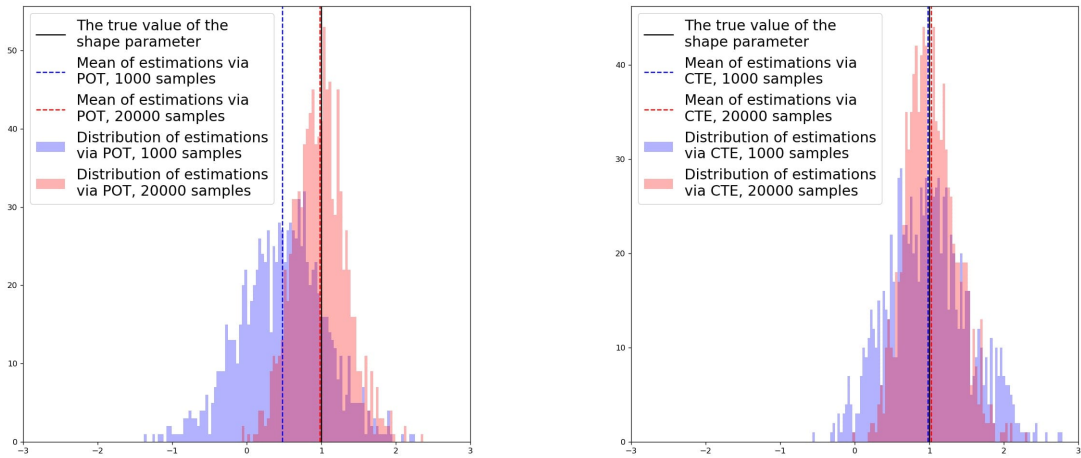 The true value of the
shape parameter
Mean of estimations via
POT, 1000 samples
Mean of estimations via
POT, 20000 samples
Distribution of estimations
via POT, 1000 samples
Distribution of estimations
via POT, 20000 samples
50
40
30
20
10
0
−3 −2 −1 0 1 2 3
The true value of the
shape parameter
Mean of estimations via
CTE, 1000 samples
Mean of estimations via
CTE, 20000 samples
Distribution of estimations
via CTE, 1000 samples
Distribution of estimations
via CTE, 20000 samples
40
30
20
10
0
−3 −2 −1 0 1 2 3